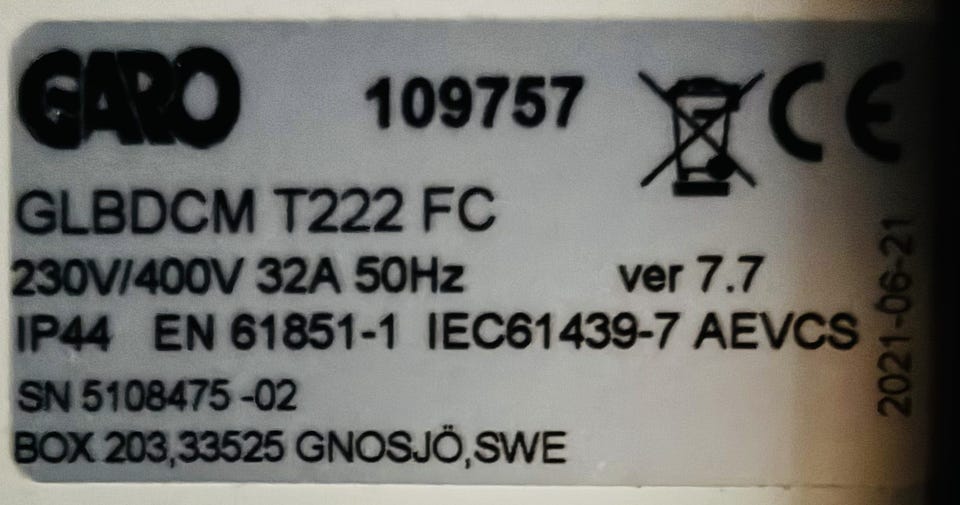 GARO 109757 CE
GLBDCM T222 FC
230V/400V 32A 50Hz ver 7.7
IP44 EN 61851-1 IEC61439-7 AEVCS
SN 5108475 -02
BOX 203,33525 GNOSJÖ,SWE
2021-06-21